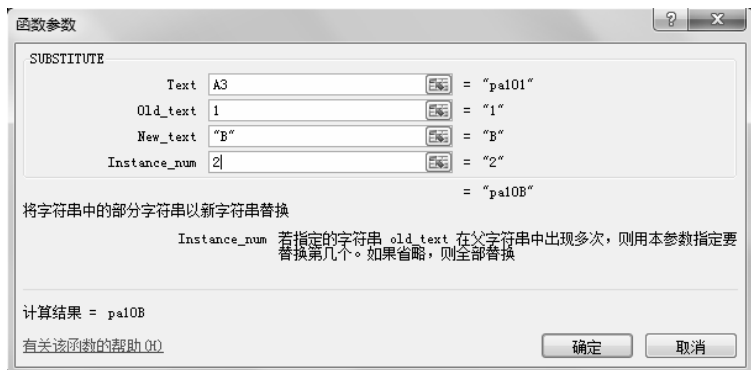 函数参数
SUBSTITUTE
Text A3 = "pa101"
Old_text 1 = "1"
New_text "B" = "B"
Instance_num 2 = "2"
= "pa10B"
将字符串中的部分字符串以新字符串替换
Instance_num 若指定的字符串 old_text 在父字符串中出现多次，则用本参数指定要
替换第几个。如果省略，则全部替换
计算结果 = pa10B
有关该函数的帮助(H) 确定 取消